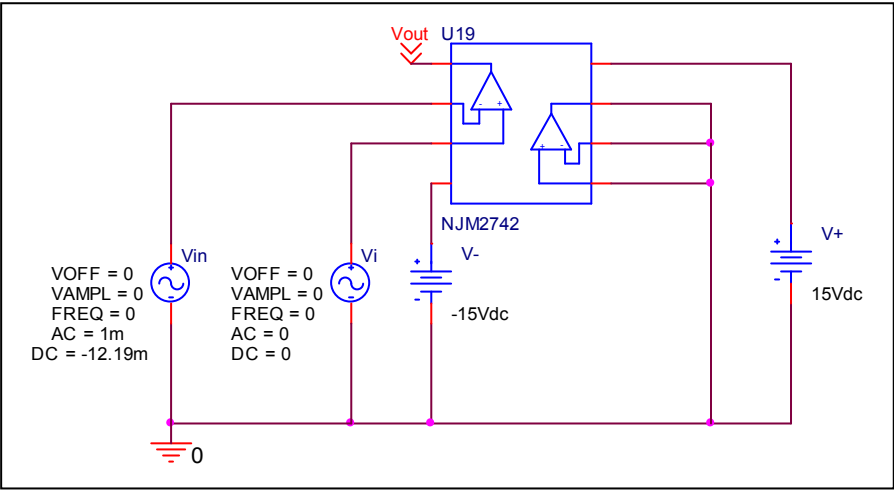 Vout U19
NJM2742
Vin
VOFF = 0
VAMPL = 0
FREQ = 0
AC = 1m
DC = -12.19m
Vi
VOFF = 0
VAMPL = 0
FREQ = 0
AC = 0
DC = 0
V-
-15Vdc
V+
15Vdc
0